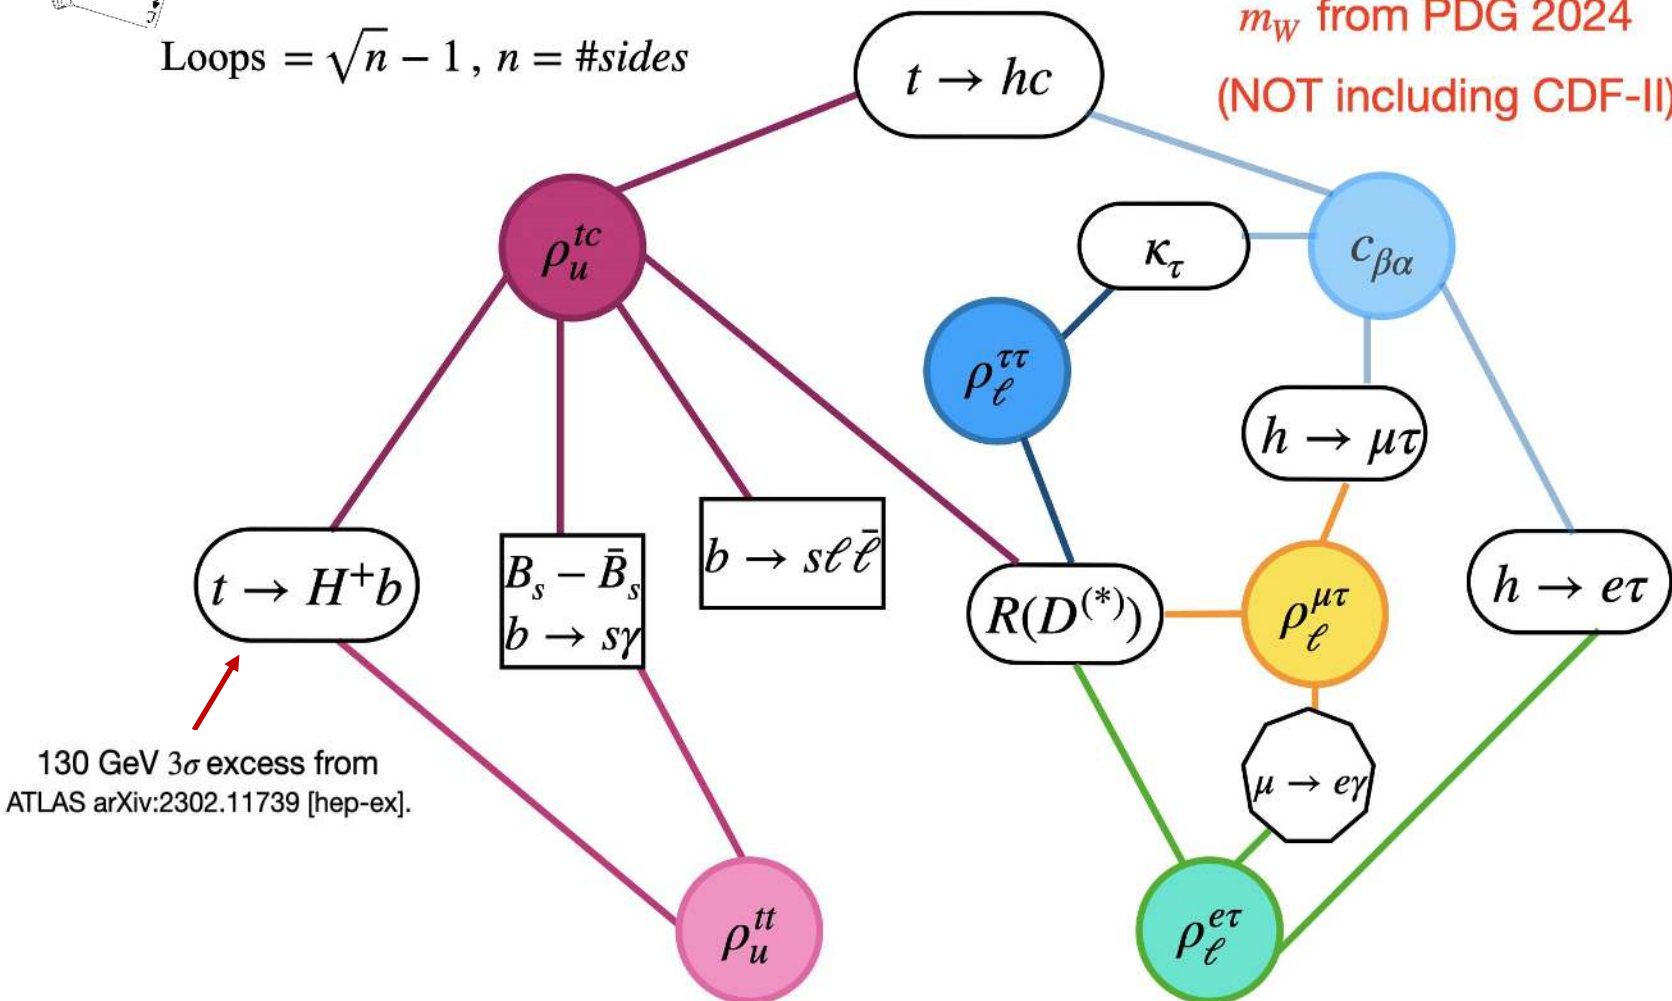 Loops = √n − 1, n = #sides
m_W from PDG 2024
(NOT including CDF-II)
t → hc
ρ_u^{tc}
κ_τ
c_{βα}
ρ_ℓ^{ττ}
h → μτ
t → H⁺b
B_s − B̄_s
b → sγ
b → sℓℓ̄
R(D^{(*)})
ρ_ℓ^{μτ}
h → eτ
130 GeV 3σ excess from
ATLAS arXiv:2302.11739 [hep-ex].
μ → eγ
ρ_u^{tt}
ρ_ℓ^{eτ}